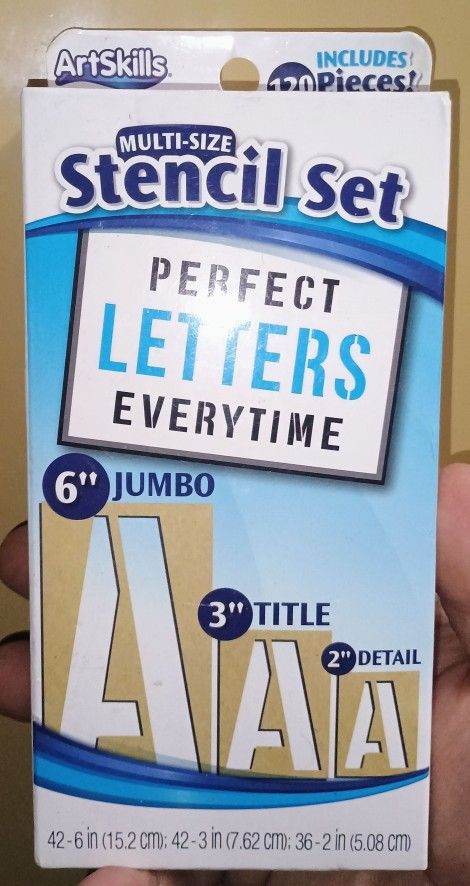 ArtSkills
INCLUDES
120 Pieces!
MULTI-SIZE
Stencil Set
PERFECT
LETTERS
EVERYTIME
6" JUMBO
3" TITLE
2" DETAIL
A A A
42-6 in (15.2 cm); 42-3 in (7.62 cm); 36-2 in (5.08 cm)